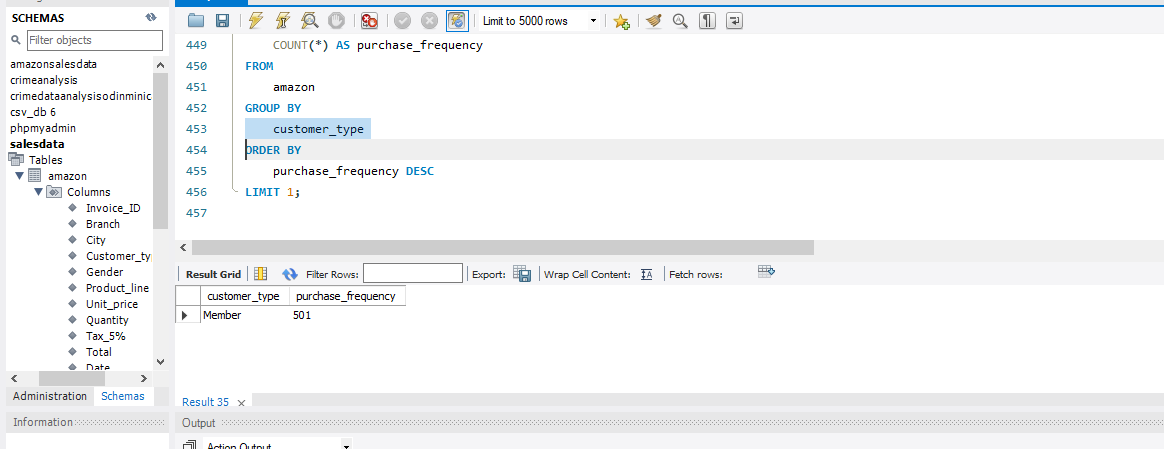 SCHEMAS
Filter objects
amazonsalesdata
crimeanalysis
crimedataanalysisodinminic
csv_db 6
phpmyadmin
salesdata
Tables
amazon
Columns
Invoice_ID
Branch
City
Customer_ty
Gender
Product_line
Unit_price
Quantity
Tax_5%
Total
Date
Administration Schemas
Information
Limit to 5000 rows
449 COUNT(*) AS purchase_frequency
450 FROM
451 amazon
452 GROUP BY
453 customer_type
454 ORDER BY
455 purchase_frequency DESC
456 LIMIT 1;
457
Result Grid Filter Rows: Export: Wrap Cell Content: Fetch rows:
customer_type purchase_frequency
Member 501
Result 35
Output
Action Output